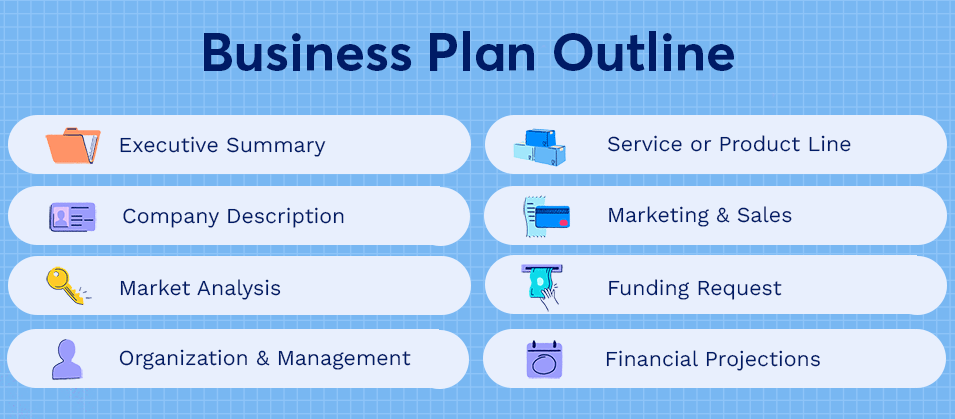 Business Plan Outline
Executive Summary
Company Description
Market Analysis
Organization & Management
Service or Product Line
Marketing & Sales
Funding Request
Financial Projections